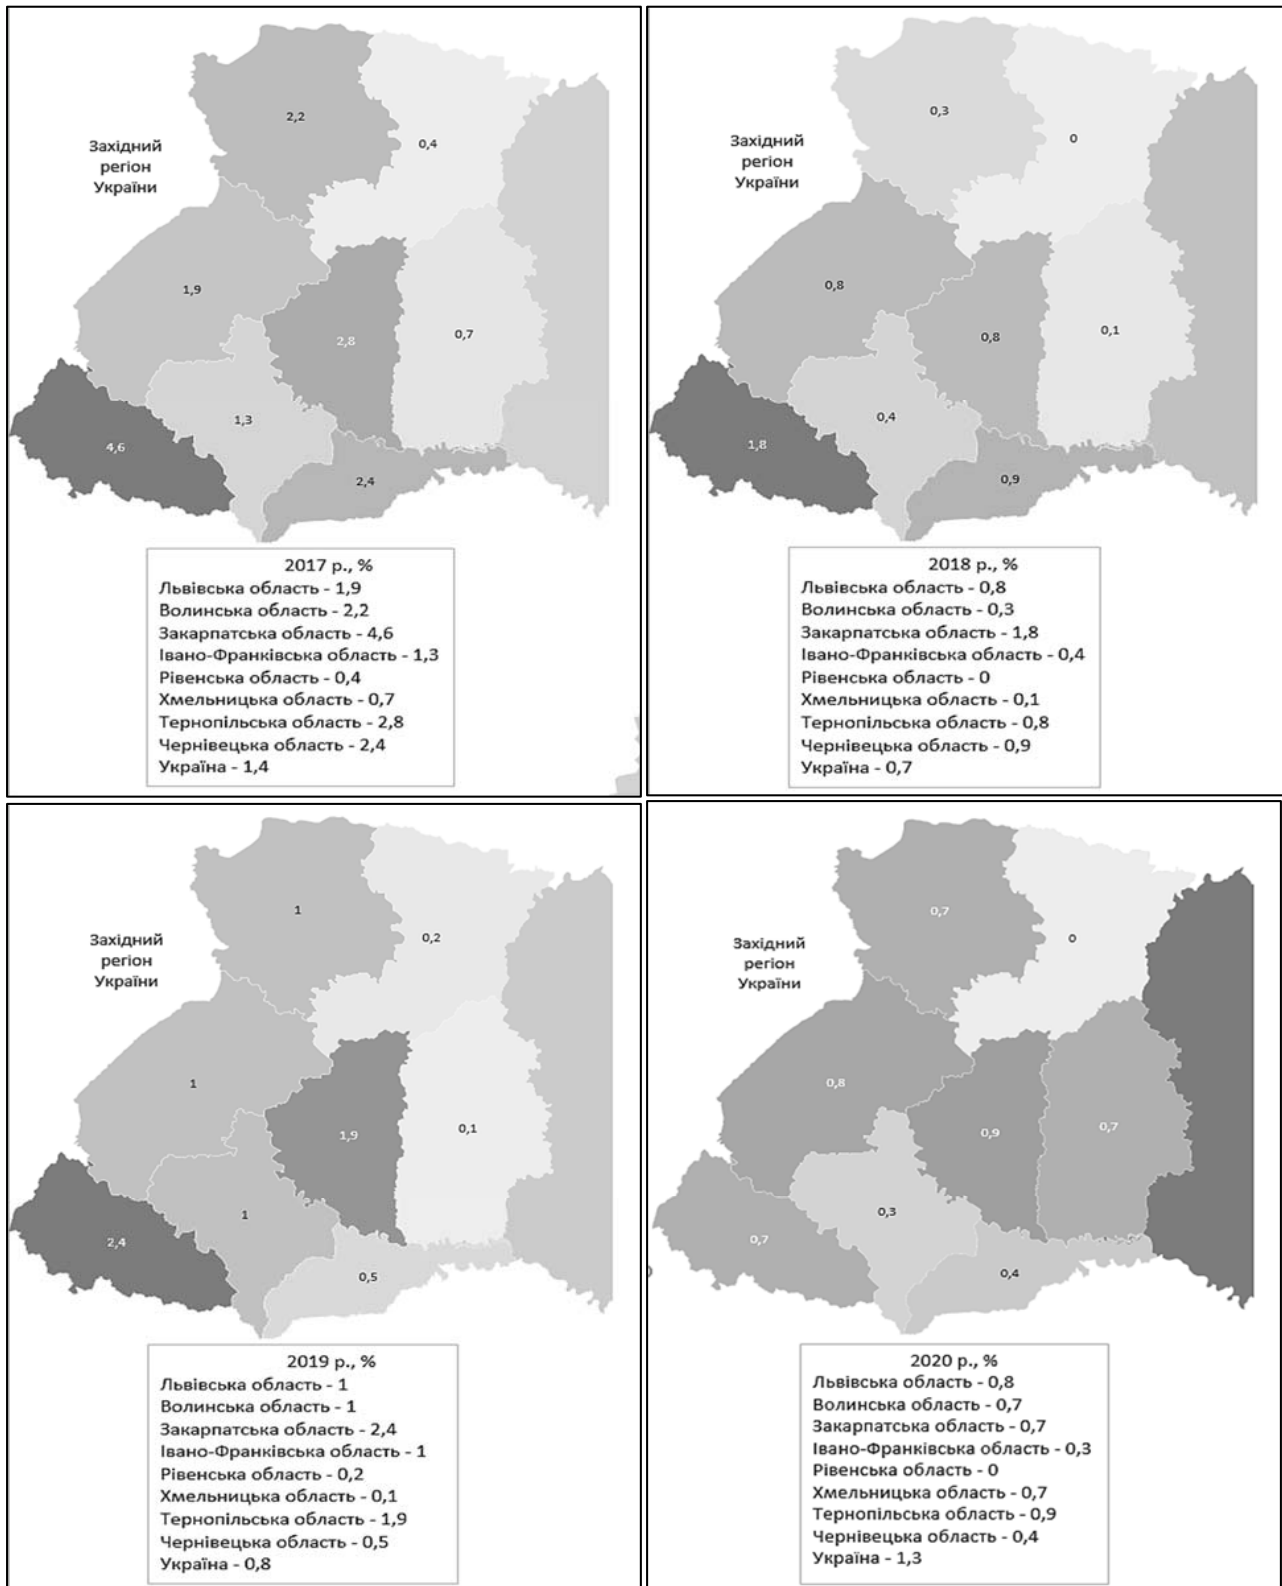 2,2
0,4
Західний
регіон
України
1,9
2,8
0,7
1,3
4,6
2,4
2017 р., %
Львівська область - 1,9
Волинська область - 2,2
Закарпатська область - 4,6
Івано-Франківська область - 1,3
Рівенська область - 0,4
Хмельницька область - 0,7
Тернопільська область - 2,8
Чернівецька область - 2,4
Україна - 1,4
0,3
0
Західний
регіон
України
0,8
0,8
0,1
0,4
1,8
0,9
2018 р., %
Львівська область - 0,8
Волинська область - 0,3
Закарпатська область - 1,8
Івано-Франківська область - 0,4
Рівенська область - 0
Хмельницька область - 0,1
Тернопільська область - 0,8
Чернівецька область - 0,9
Україна - 0,7
1
0,2
Західний
регіон
України
1
1,9
0,1
1
2,4
0,5
2019 р., %
Львівська область - 1
Волинська область - 1
Закарпатська область - 2,4
Івано-Франківська область - 1
Рівенська область - 0,2
Хмельницька область - 0,1
Тернопільська область - 1,9
Чернівецька область - 0,5
Україна - 0,8
0,7
0
Західний
регіон
України
0,8
0,9
0,7
0,3
0,7
0,4
2020 р., %
Львівська область - 0,8
Волинська область - 0,7
Закарпатська область - 0,7
Івано-Франківська область - 0,3
Рівенська область - 0
Хмельницька область - 0,7
Тернопільська область - 0,9
Чернівецька область - 0,4
Україна - 1,3